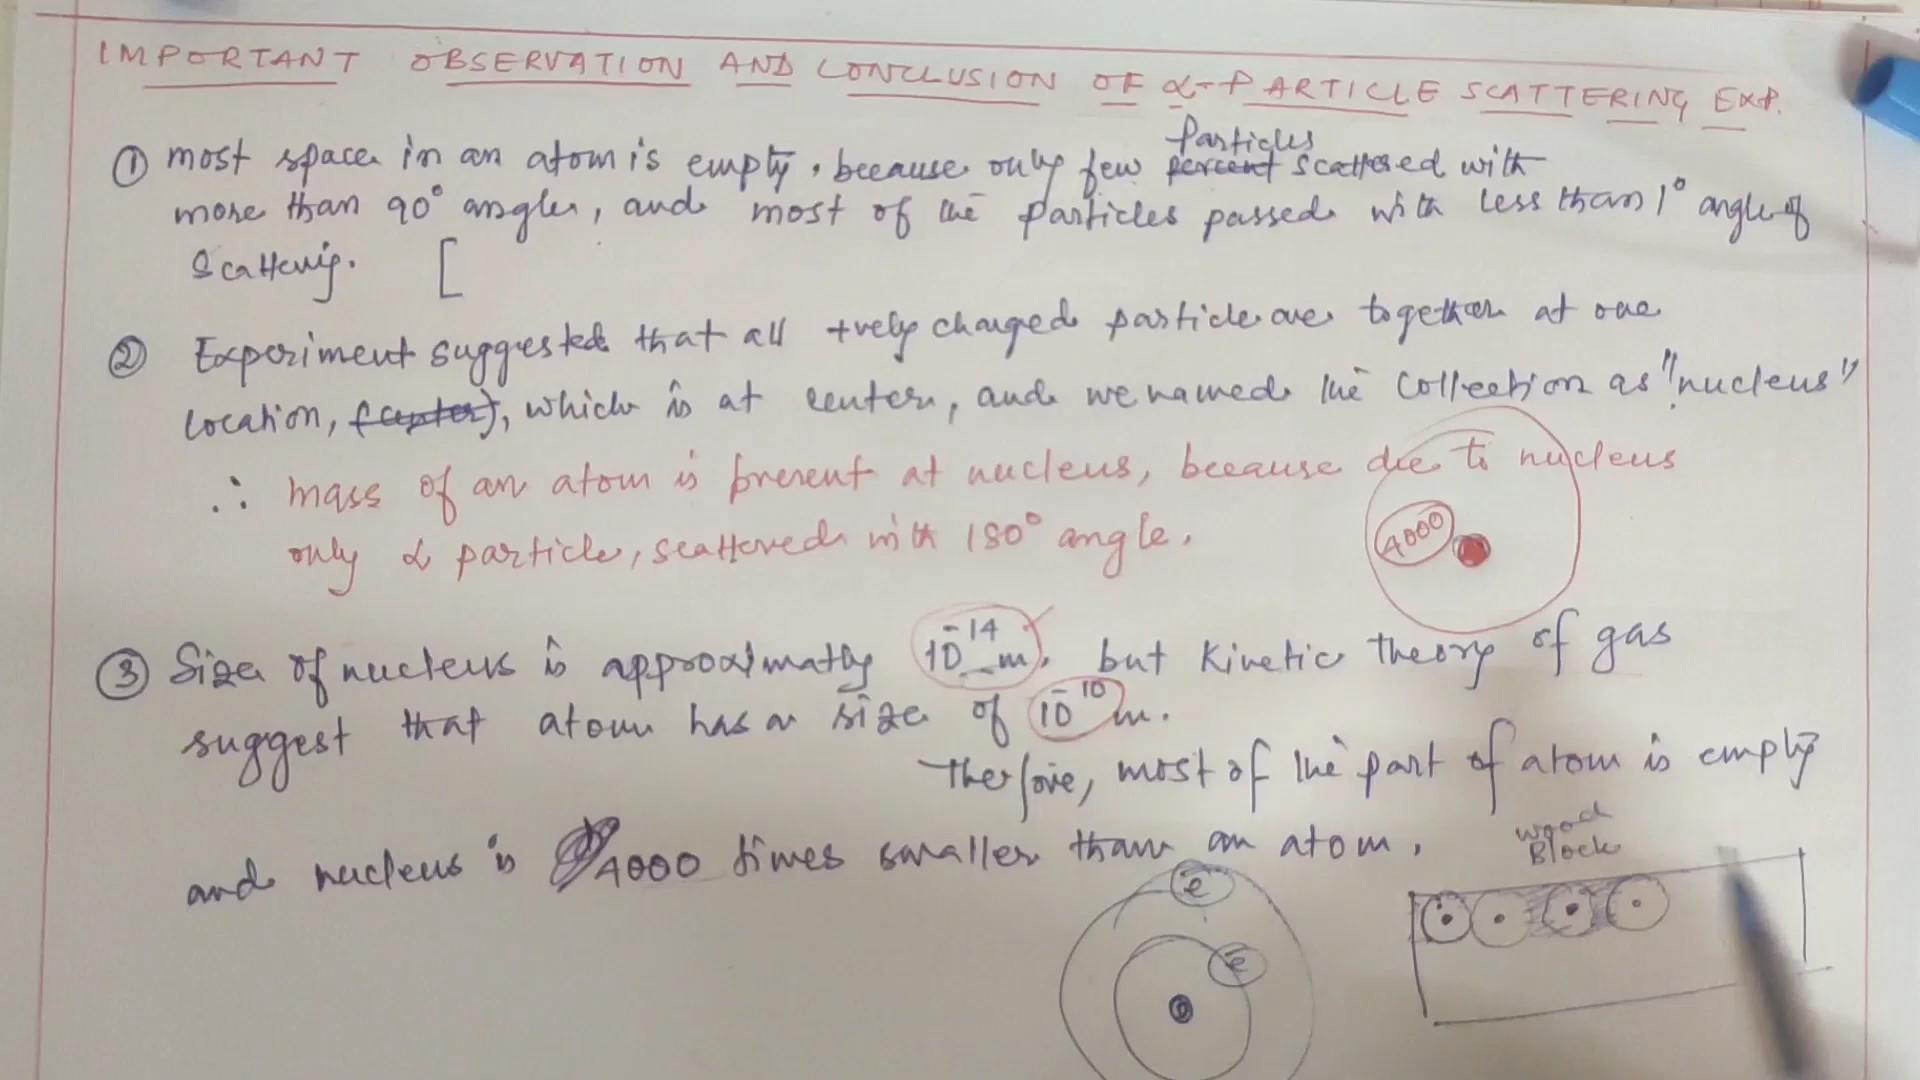 IMPORTANT OBSERVATION AND CONCLUSION OF α-PARTICLE SCATTERING EXP.
Particles
① most space in an atom is empty, because only few percent scattered with
more than 90° angle, and most of the particles passed with less than 1° angle of
Scattering. [
② Experiment suggested that all +vely charged particle are together at one
location, (center), which is at center, and we named the collection as "nucleus"
∴ mass of an atom is present at nucleus, because due to nucleus
only α particle, scattered with 180° angle.
4000
③ Size of nucleus is approximatly 10⁻¹⁴ m, but Kinetic theory of gas
suggest that atom has a size of 10⁻¹⁰ m.
Therfore, most of the part of atom is empty
and nucleus is 4000 times smaller than an atom.
wood
Block
e
e